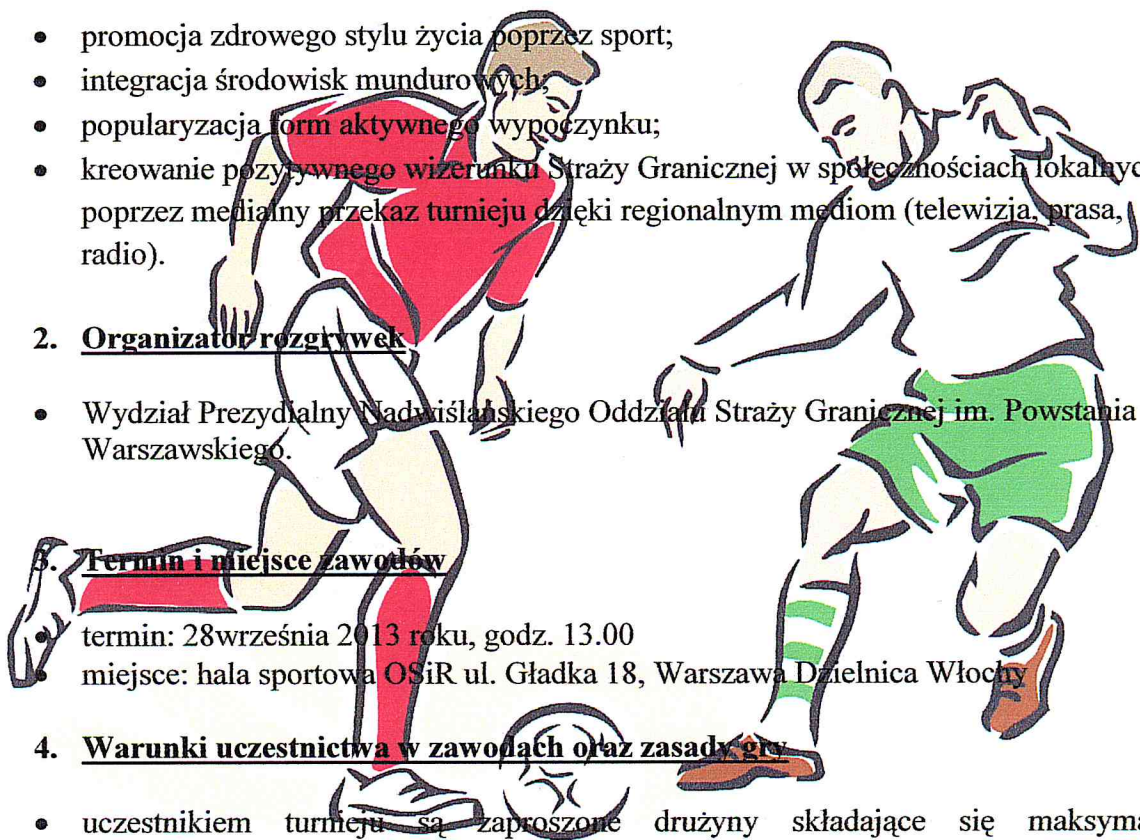 • promocja zdrowego stylu życia poprzez sport;
• integracja środowisk mundurowych;
• popularyzacja form aktywnego wypoczynku;
• kreowanie pozytywnego wizerunku Straży Granicznej w społecznościach lokalnyc
poprzez medialny przekaz turnieju dzięki regionalnym mediom (telewizja, prasa,
radio).
2. Organizator rozgrywek
• Wydział Prezydialny Nadwiślańskiego Oddziału Straży Granicznej im. Powstania
Warszawskiego.
3. Termin i miejsce zawodów
• termin: 28września 2013 roku, godz. 13.00
• miejsce: hala sportowa OSiR ul. Gładka 18, Warszawa Dzielnica Włochy
4. Warunki uczestnictwa w zawodach oraz zasady gry
• uczestnikiem turnieju są zaproszone drużyny składające się maksyma